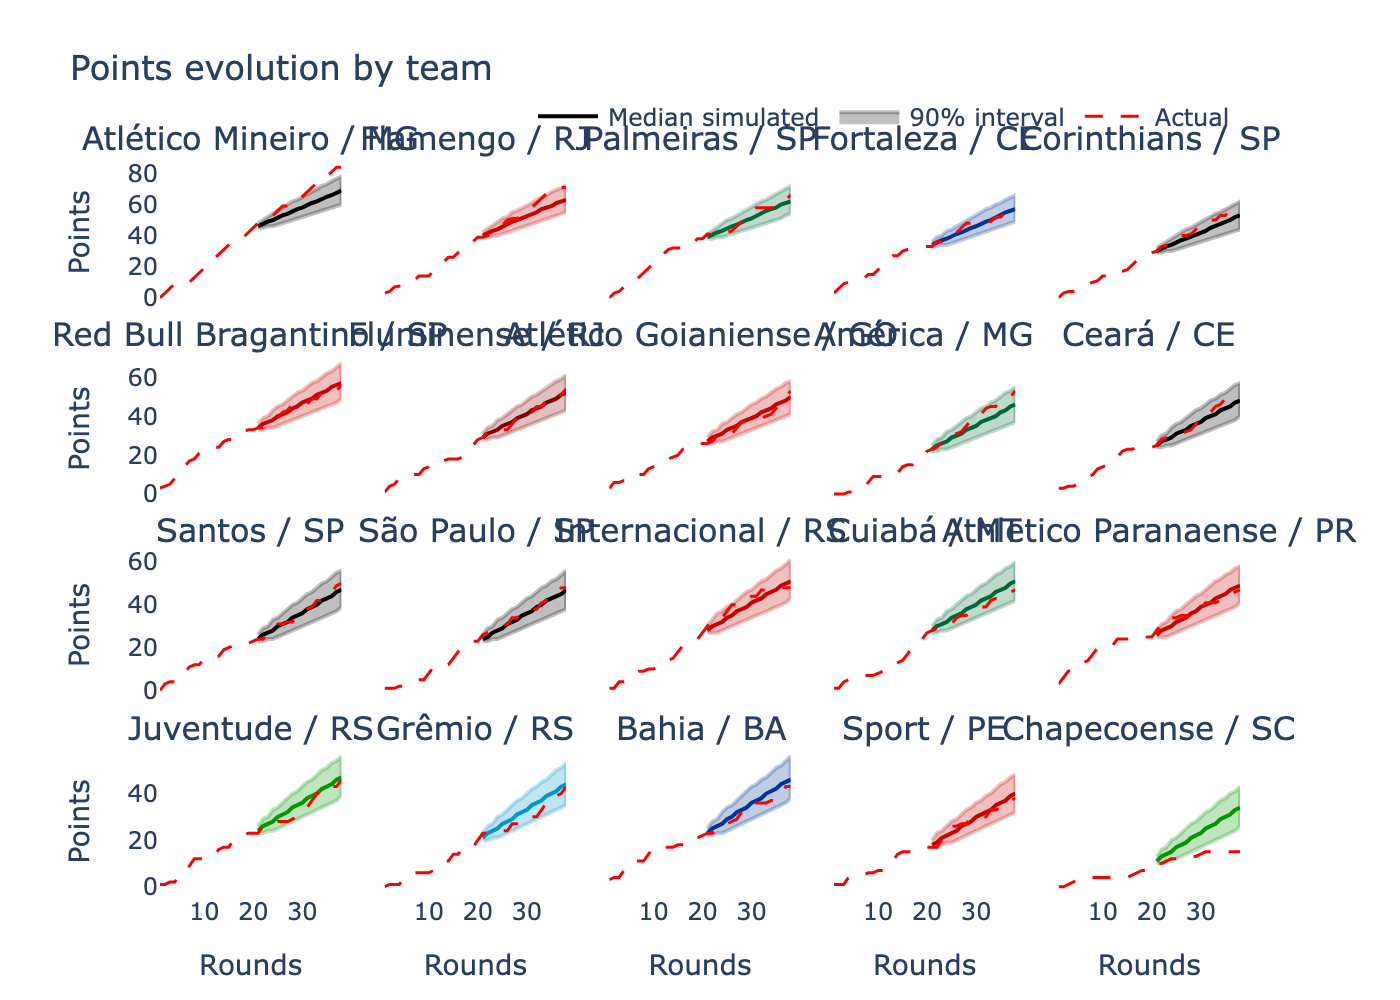 Points evolution by team
Median simulated 90% interval Actual
Atlético Mineiro / MG Flamengo / RJ Palmeiras / SP Fortaleza / CE Corinthians / SP
80
60
40
20
0
Points
Red Bull Bragantino / SP Fluminense / RJ Atlético Goianiense / GO América / MG Ceará / CE
60
40
20
0
Points
Santos / SP São Paulo / SP Internacional / RS Cuiabá / MT Athletico Paranaense / PR
60
40
20
0
Points
Juventude / RS Grêmio / RS Bahia / BA Sport / PE Chapecoense / SC
40
20
0
Points
10 20 30 10 20 30 10 20 30 10 20 30 10 20 30
Rounds Rounds Rounds Rounds Rounds